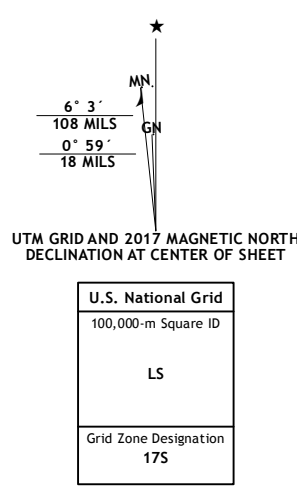 ★
MN
6° 3´
108 MILS
GN
0° 59´
18 MILS
UTM GRID AND 2017 MAGNETIC NORTH
DECLINATION AT CENTER OF SHEET
U.S. National Grid
100,000-m Square ID
LS
Grid Zone Designation
17S